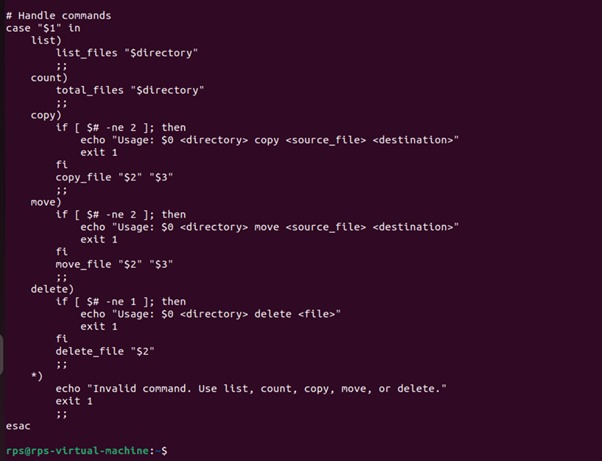 # Handle commands
case "$1" in
    list)
        list_files "$directory"
        ;;
    count)
        total_files "$directory"
        ;;
    copy)
        if [ $# -ne 2 ]; then
            echo "Usage: $0 <directory> copy <source_file> <destination>"
            exit 1
        fi
        copy_file "$2" "$3"
        ;;
    move)
        if [ $# -ne 2 ]; then
            echo "Usage: $0 <directory> move <source_file> <destination>"
            exit 1
        fi
        move_file "$2" "$3"
        ;;
    delete)
        if [ $# -ne 1 ]; then
            echo "Usage: $0 <directory> delete <file>"
            exit 1
        fi
        delete_file "$2"
        ;;
    *)
        echo "Invalid command. Use list, count, copy, move, or delete."
        exit 1
        ;;
esac
rps@rps-virtual-machine:~$